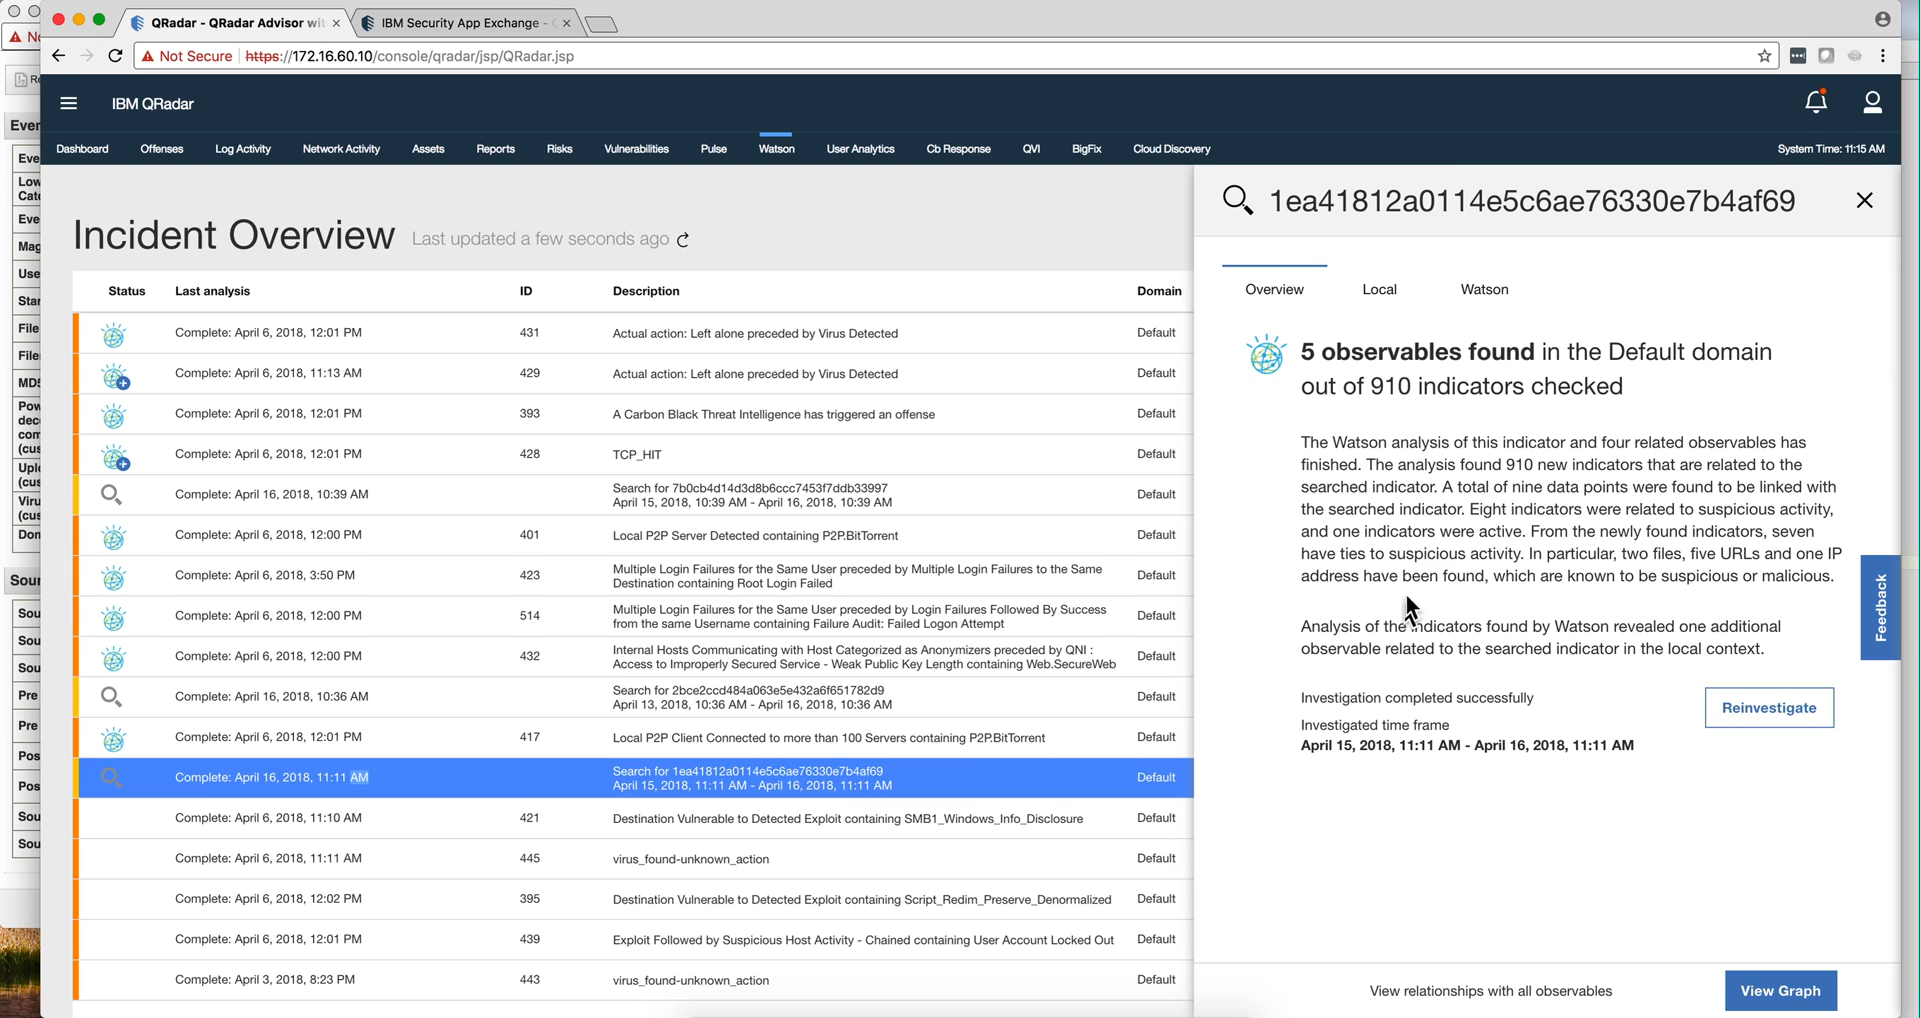 QRadar - QRadar Advisor wit
IBM Security App Exchange -
Not Secure https://172.16.60.10/console/qradar/jsp/QRadar.jsp
IBM QRadar
Dashboard Offenses Log Activity Network Activity Assets Reports Risks Vulnerabilities Pulse Watson User Analytics Cb Response QVI BigFix Cloud Discovery System Time: 11:15 AM
Incident Overview Last updated a few seconds ago
Status Last analysis ID Description Domain
Complete: April 6, 2018, 12:01 PM 431 Actual action: Left alone preceded by Virus Detected Default
Complete: April 6, 2018, 11:13 AM 429 Actual action: Left alone preceded by Virus Detected Default
Complete: April 6, 2018, 12:01 PM 393 A Carbon Black Threat Intelligence has triggered an offense Default
Complete: April 6, 2018, 12:01 PM 428 TCP_HIT Default
Complete: April 16, 2018, 10:39 AM Search for 7b0cb4d14d3d8b6ccc7453f7ddb33997 Default
April 15, 2018, 10:39 AM - April 16, 2018, 10:39 AM
Complete: April 6, 2018, 12:00 PM 401 Local P2P Server Detected containing P2P.BitTorrent Default
Complete: April 6, 2018, 3:50 PM 423 Multiple Login Failures for the Same User preceded by Multiple Login Failures to the Same Default
Destination containing Root Login Failed
Complete: April 6, 2018, 12:00 PM 514 Multiple Login Failures for the Same User preceded by Login Failures Followed By Success Default
from the same Username containing Failure Audit: Failed Logon Attempt
Complete: April 6, 2018, 12:00 PM 432 Internal Hosts Communicating with Host Categorized as Anonymizers preceded by QNI : Default
Access to Improperly Secured Service - Weak Public Key Length containing Web.SecureWeb
Complete: April 16, 2018, 10:36 AM Search for 2bce2ccd484a063e5e432a6f651782d9 Default
April 13, 2018, 10:36 AM - April 16, 2018, 10:36 AM
Complete: April 6, 2018, 12:01 PM 417 Local P2P Client Connected to more than 100 Servers containing P2P.BitTorrent Default
Complete: April 16, 2018, 11:11 AM Search for 1ea41812a0114e5c6ae76330e7b4af69 Default
April 15, 2018, 11:11 AM - April 16, 2018, 11:11 AM
Complete: April 6, 2018, 11:10 AM 421 Destination Vulnerable to Detected Exploit containing SMB1_Windows_Info_Disclosure Default
Complete: April 6, 2018, 11:11 AM 445 virus_found-unknown_action Default
Complete: April 6, 2018, 12:02 PM 395 Destination Vulnerable to Detected Exploit containing Script_Redim_Preserve_Denormalized Default
Complete: April 6, 2018, 12:01 PM 439 Exploit Followed by Suspicious Host Activity - Chained containing User Account Locked Out Default
Complete: April 3, 2018, 8:23 PM 443 virus_found-unknown_action Default
1ea41812a0114e5c6ae76330e7b4af69
Overview Local Watson
5 observables found in the Default domain
out of 910 indicators checked
The Watson analysis of this indicator and four related observables has
finished. The analysis found 910 new indicators that are related to the
searched indicator. A total of nine data points were found to be linked with
the searched indicator. Eight indicators were related to suspicious activity,
and one indicators were active. From the newly found indicators, seven
have ties to suspicious activity. In particular, two files, five URLs and one IP
address have been found, which are known to be suspicious or malicious.
Analysis of the indicators found by Watson revealed one additional
observable related to the searched indicator in the local context.
Investigation completed successfully
Investigated time frame
April 15, 2018, 11:11 AM - April 16, 2018, 11:11 AM
Reinvestigate
Feedback
View relationships with all observables
View Graph